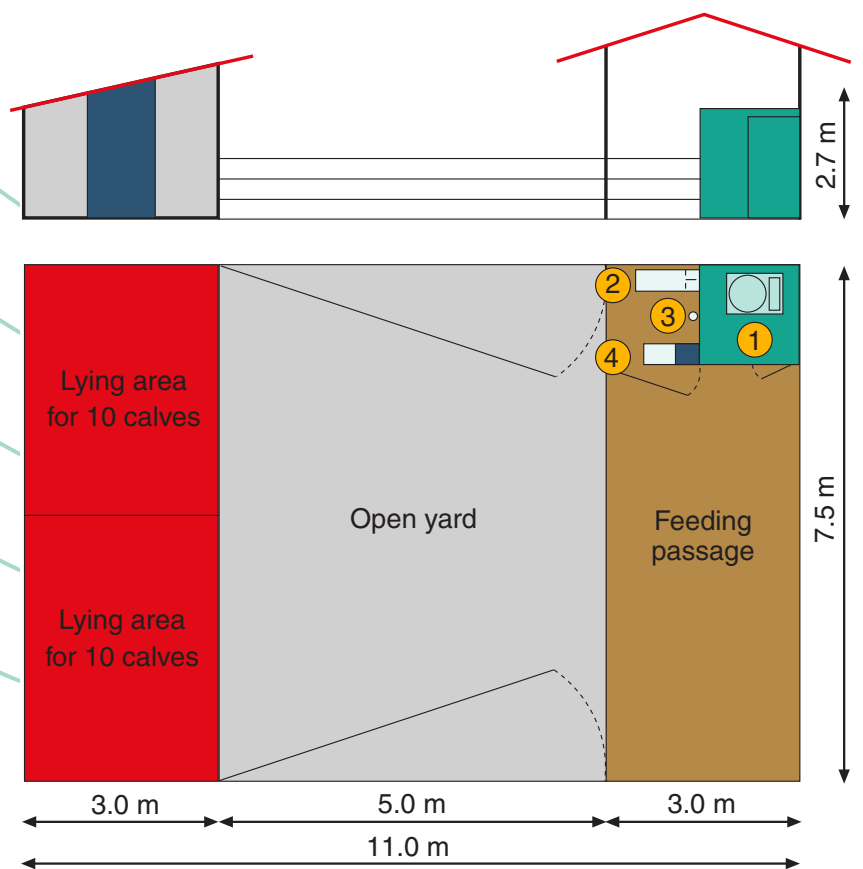 2.7 m
2
3
1
4
Lying area
for 10 calves
Open yard
Feeding
passage
7.5 m
Lying area
for 10 calves
3.0 m
5.0 m
3.0 m
11.0 m